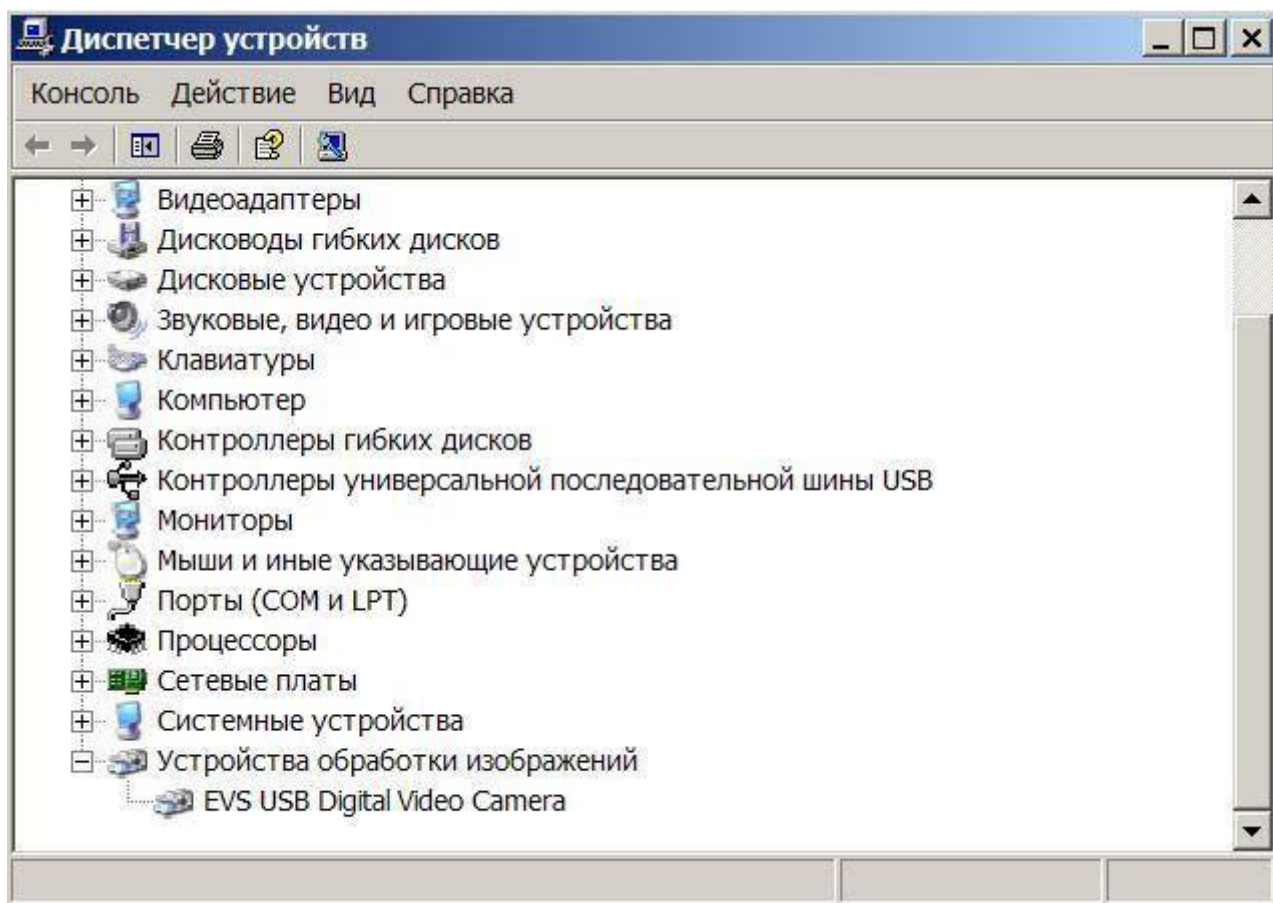 Диспетчер устройств
Консоль Действие Вид Справка
Видеоадаптеры
Дисководы гибких дисков
Дисковые устройства
Звуковые, видео и игровые устройства
Клавиатуры
Компьютер
Контроллеры гибких дисков
Контроллеры универсальной последовательной шины USB
Мониторы
Мыши и иные указывающие устройства
Порты (COM и LPT)
Процессоры
Сетевые платы
Системные устройства
Устройства обработки изображений
EVS USB Digital Video Camera